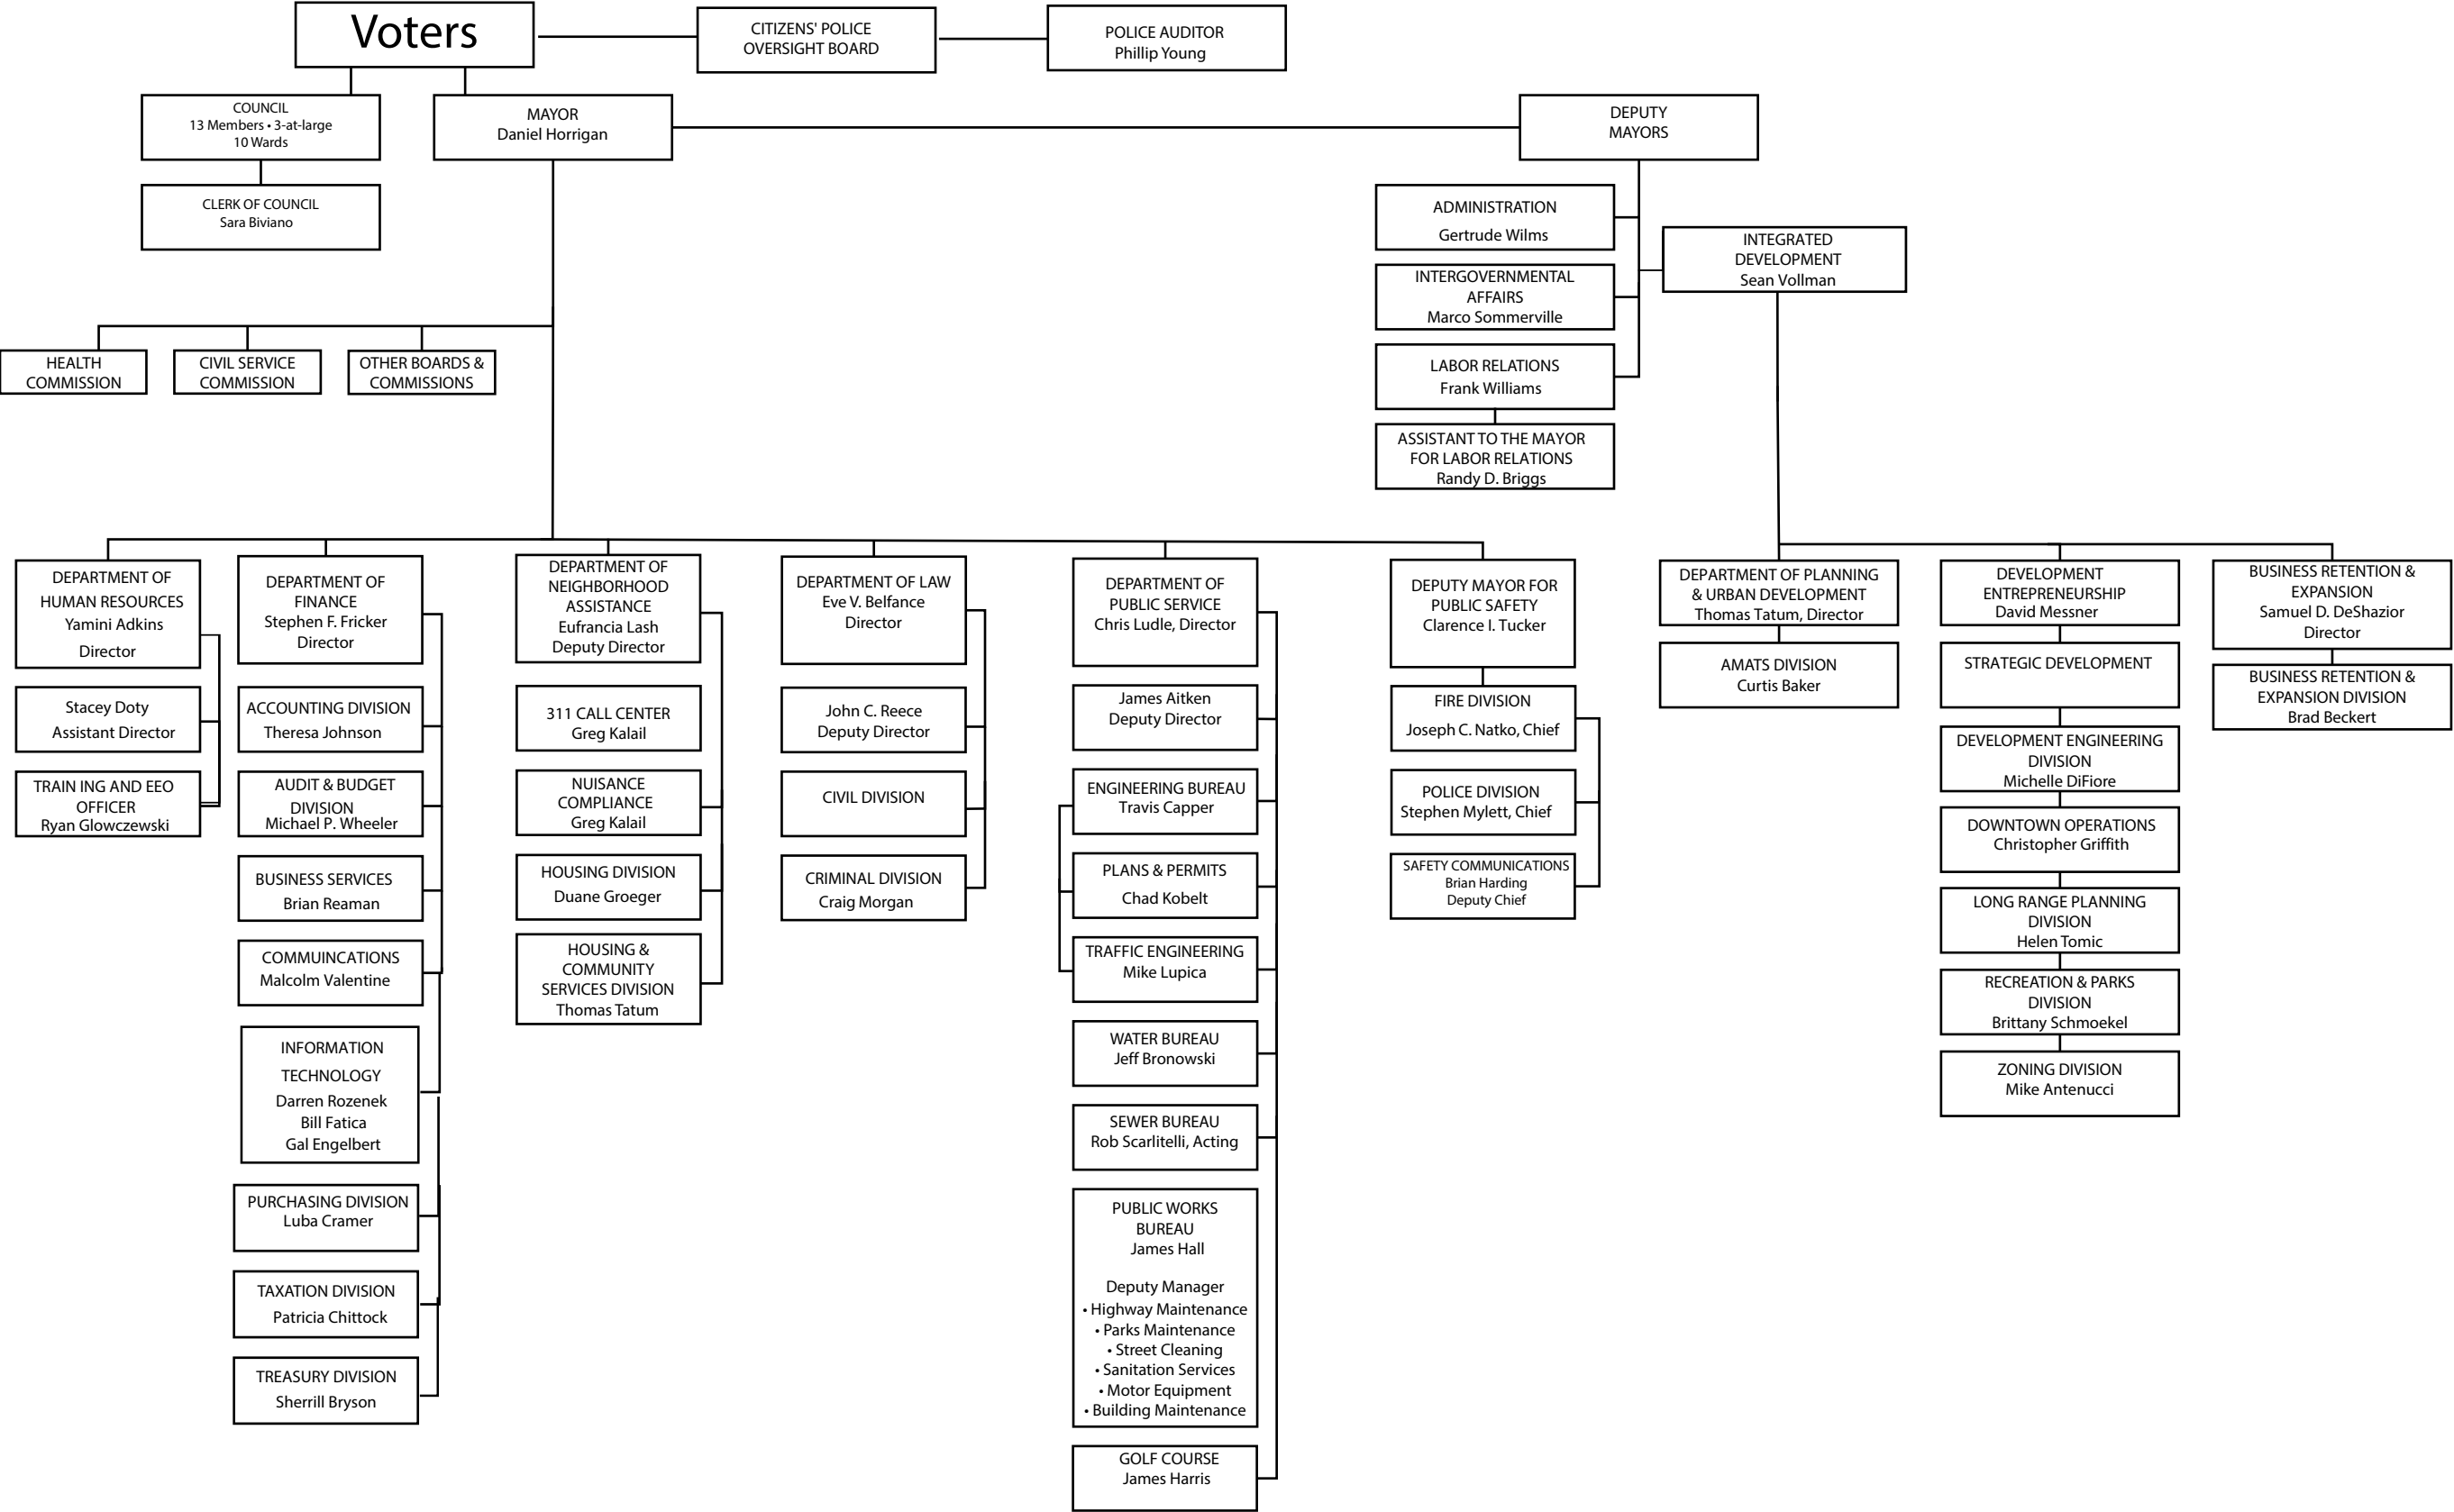 Voters
CITIZENS' POLICE
OVERSIGHT BOARD
POLICE AUDITOR
Phillip Young
COUNCIL
13 Members • 3-at-large
10 Wards
MAYOR
Daniel Horrigan
DEPUTY
MAYORS
CLERK OF COUNCIL
Sara Biviano
ADMINISTRATION
Gertrude Wilms
INTEGRATED
DEVELOPMENT
Sean Vollman
INTERGOVERNMENTAL
AFFAIRS
Marco Sommerville
LABOR RELATIONS
Frank Williams
ASSISTANT TO THE MAYOR
FOR LABOR RELATIONS
Randy D. Briggs
HEALTH
COMMISSION
CIVIL SERVICE
COMMISSION
OTHER BOARDS &
COMMISSIONS
DEPARTMENT OF
HUMAN RESOURCES
Yamini Adkins
Director
Stacey Doty
Assistant Director
TRAIN ING AND EEO
OFFICER
Ryan Glowczewski
DEPARTMENT OF
FINANCE
Stephen F. Fricker
Director
ACCOUNTING DIVISION
Theresa Johnson
AUDIT & BUDGET
DIVISION
Michael P. Wheeler
BUSINESS SERVICES
Brian Reaman
COMMUINCATIONS
Malcolm Valentine
INFORMATION
TECHNOLOGY
Darren Rozenek
Bill Fatica
Gal Engelbert
PURCHASING DIVISION
Luba Cramer
TAXATION DIVISION
Patricia Chittock
TREASURY DIVISION
Sherrill Bryson
DEPARTMENT OF
NEIGHBORHOOD
ASSISTANCE
Eufrancia Lash
Deputy Director
311 CALL CENTER
Greg Kalail
NUISANCE
COMPLIANCE
Greg Kalail
HOUSING DIVISION
Duane Groeger
HOUSING &
COMMUNITY
SERVICES DIVISION
Thomas Tatum
DEPARTMENT OF LAW
Eve V. Belfance
Director
John C. Reece
Deputy Director
CIVIL DIVISION
CRIMINAL DIVISION
Craig Morgan
DEPARTMENT OF
PUBLIC SERVICE
Chris Ludle, Director
James Aitken
Deputy Director
ENGINEERING BUREAU
Travis Capper
PLANS & PERMITS
Chad Kobelt
TRAFFIC ENGINEERING
Mike Lupica
WATER BUREAU
Jeff Bronowski
SEWER BUREAU
Rob Scarlitelli, Acting
PUBLIC WORKS
BUREAU
James Hall
Deputy Manager
• Highway Maintenance
• Parks Maintenance
• Street Cleaning
• Sanitation Services
• Motor Equipment
• Building Maintenance
GOLF COURSE
James Harris
DEPUTY MAYOR FOR
PUBLIC SAFETY
Clarence I. Tucker
FIRE DIVISION
Joseph C. Natko, Chief
POLICE DIVISION
Stephen Mylett, Chief
SAFETY COMMUNICATIONS
Brian Harding
Deputy Chief
DEPARTMENT OF PLANNING
& URBAN DEVELOPMENT
Thomas Tatum, Director
AMATS DIVISION
Curtis Baker
DEVELOPMENT
ENTREPRENEURSHIP
David Messner
STRATEGIC DEVELOPMENT
DEVELOPMENT ENGINEERING
DIVISION
Michelle DiFiore
DOWNTOWN OPERATIONS
Christopher Griffith
LONG RANGE PLANNING
DIVISION
Helen Tomic
RECREATION & PARKS
DIVISION
Brittany Schmoekel
ZONING DIVISION
Mike Antenucci
BUSINESS RETENTION &
EXPANSION
Samuel D. DeShazior
Director
BUSINESS RETENTION &
EXPANSION DIVISION
Brad Beckert